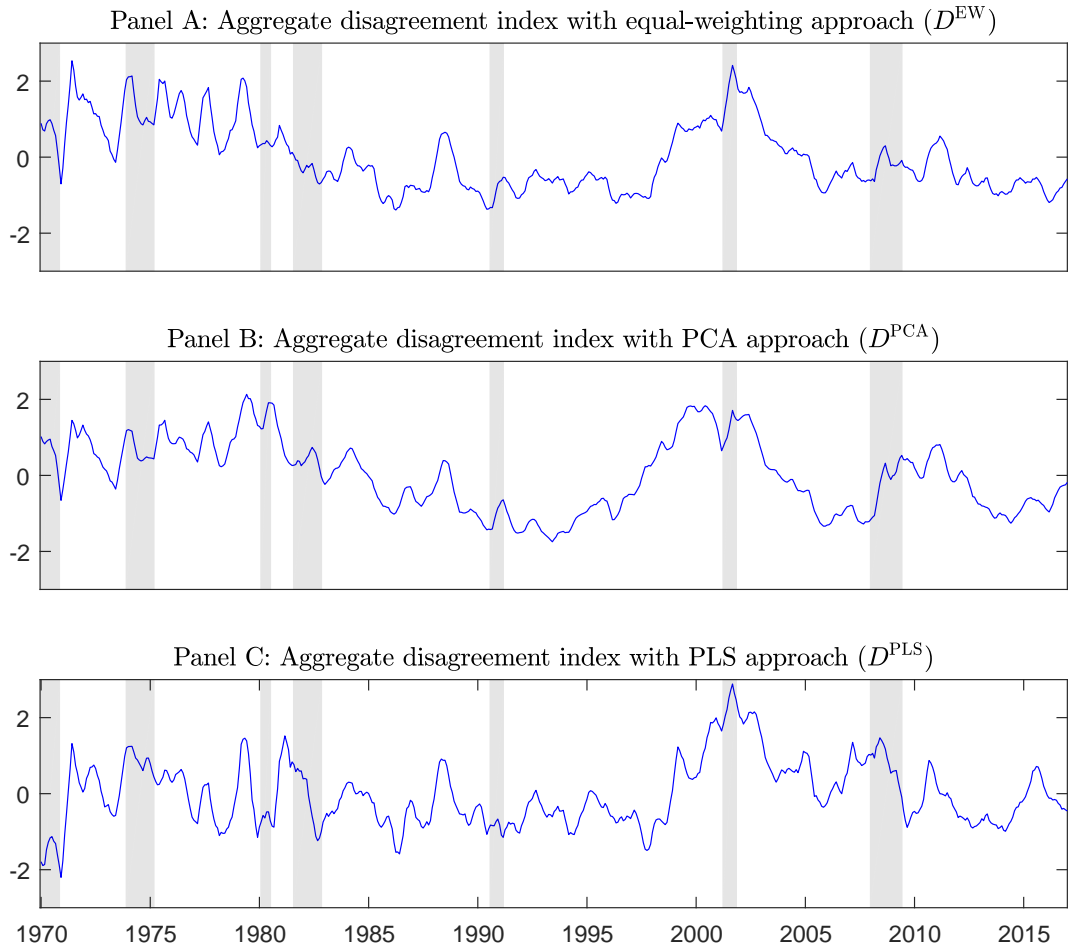 Panel A: Aggregate disagreement index with equal-weighting approach (D^EW)
2
0
-2
Panel B: Aggregate disagreement index with PCA approach (D^PCA)
2
0
-2
Panel C: Aggregate disagreement index with PLS approach (D^PLS)
2
0
-2
1970 1975 1980 1985 1990 1995 2000 2005 2010 2015